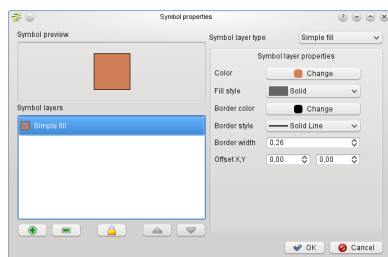 Symbol properties
Symbol preview
Symbol layers
Simple fill
Symbol layer type
Simple fill
Symbol layer properties
Color
Change
Fill style
Solid
Border color
Change
Border style
Solid Line
Border width
0,26
Offset X,Y
0,00
0,00
OK
Cancel